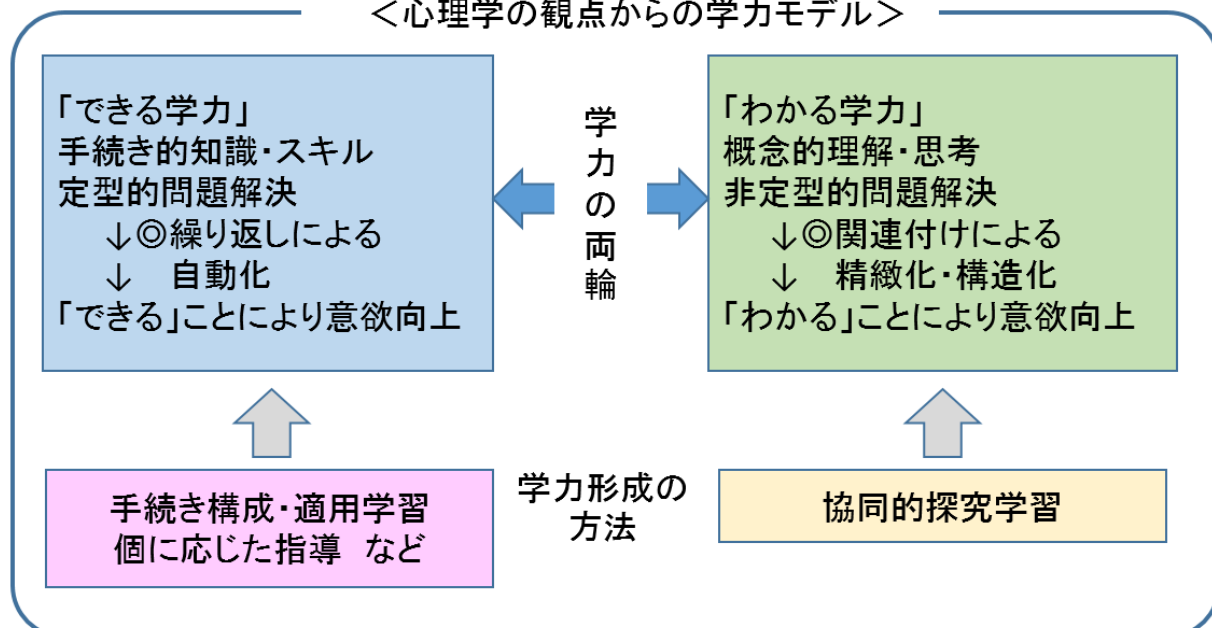 ＜心理学の観点からの学力モデル＞
「できる学力」
手続き的知識・スキル
定型的問題解決
↓◎繰り返しによる
↓　自動化
「できる」ことにより意欲向上
学力の両輪
「わかる学力」
概念的理解・思考
非定型的問題解決
↓◎関連付けによる
↓　精緻化・構造化
「わかる」ことにより意欲向上
手続き構成・適用学習
個に応じた指導　など
学力形成の
方法
協同的探究学習